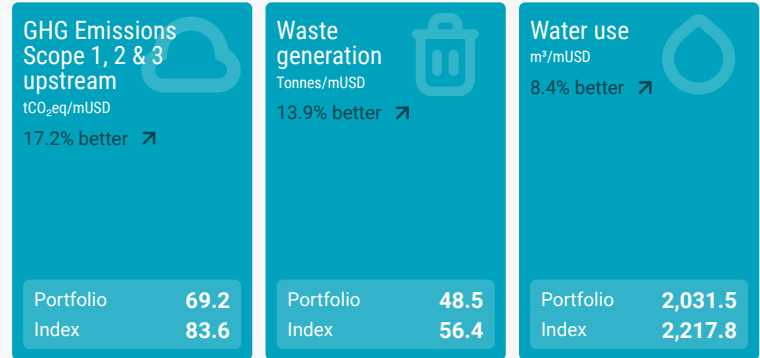 GHG Emissions
Scope 1, 2 & 3
upstream
tCO₂eq/mUSD
17.2% better
Portfolio 69.2
Index 83.6
Waste
generation
Tonnes/mUSD
13.9% better
Portfolio 48.5
Index 56.4
Water use
m³/mUSD
8.4% better
Portfolio 2,031.5
Index 2,217.8